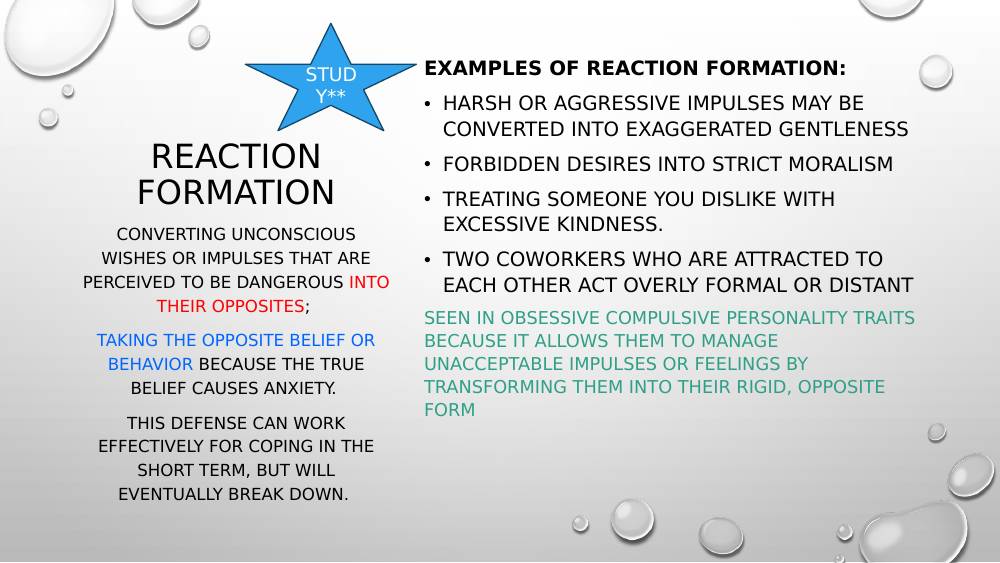 STUD
Y**
REACTION
FORMATION
CONVERTING UNCONSCIOUS
WISHES OR IMPULSES THAT ARE
PERCEIVED TO BE DANGEROUS INTO
THEIR OPPOSITES;
TAKING THE OPPOSITE BELIEF OR
BEHAVIOR BECAUSE THE TRUE
BELIEF CAUSES ANXIETY.
THIS DEFENSE CAN WORK
EFFECTIVELY FOR COPING IN THE
SHORT TERM, BUT WILL
EVENTUALLY BREAK DOWN.
EXAMPLES OF REACTION FORMATION:
• HARSH OR AGGRESSIVE IMPULSES MAY BE
CONVERTED INTO EXAGGERATED GENTLENESS
• FORBIDDEN DESIRES INTO STRICT MORALISM
• TREATING SOMEONE YOU DISLIKE WITH
EXCESSIVE KINDNESS.
• TWO COWORKERS WHO ARE ATTRACTED TO
EACH OTHER ACT OVERLY FORMAL OR DISTANT
SEEN IN OBSESSIVE COMPULSIVE PERSONALITY TRAITS
BECAUSE IT ALLOWS THEM TO MANAGE
UNACCEPTABLE IMPULSES OR FEELINGS BY
TRANSFORMING THEM INTO THEIR RIGID, OPPOSITE
FORM